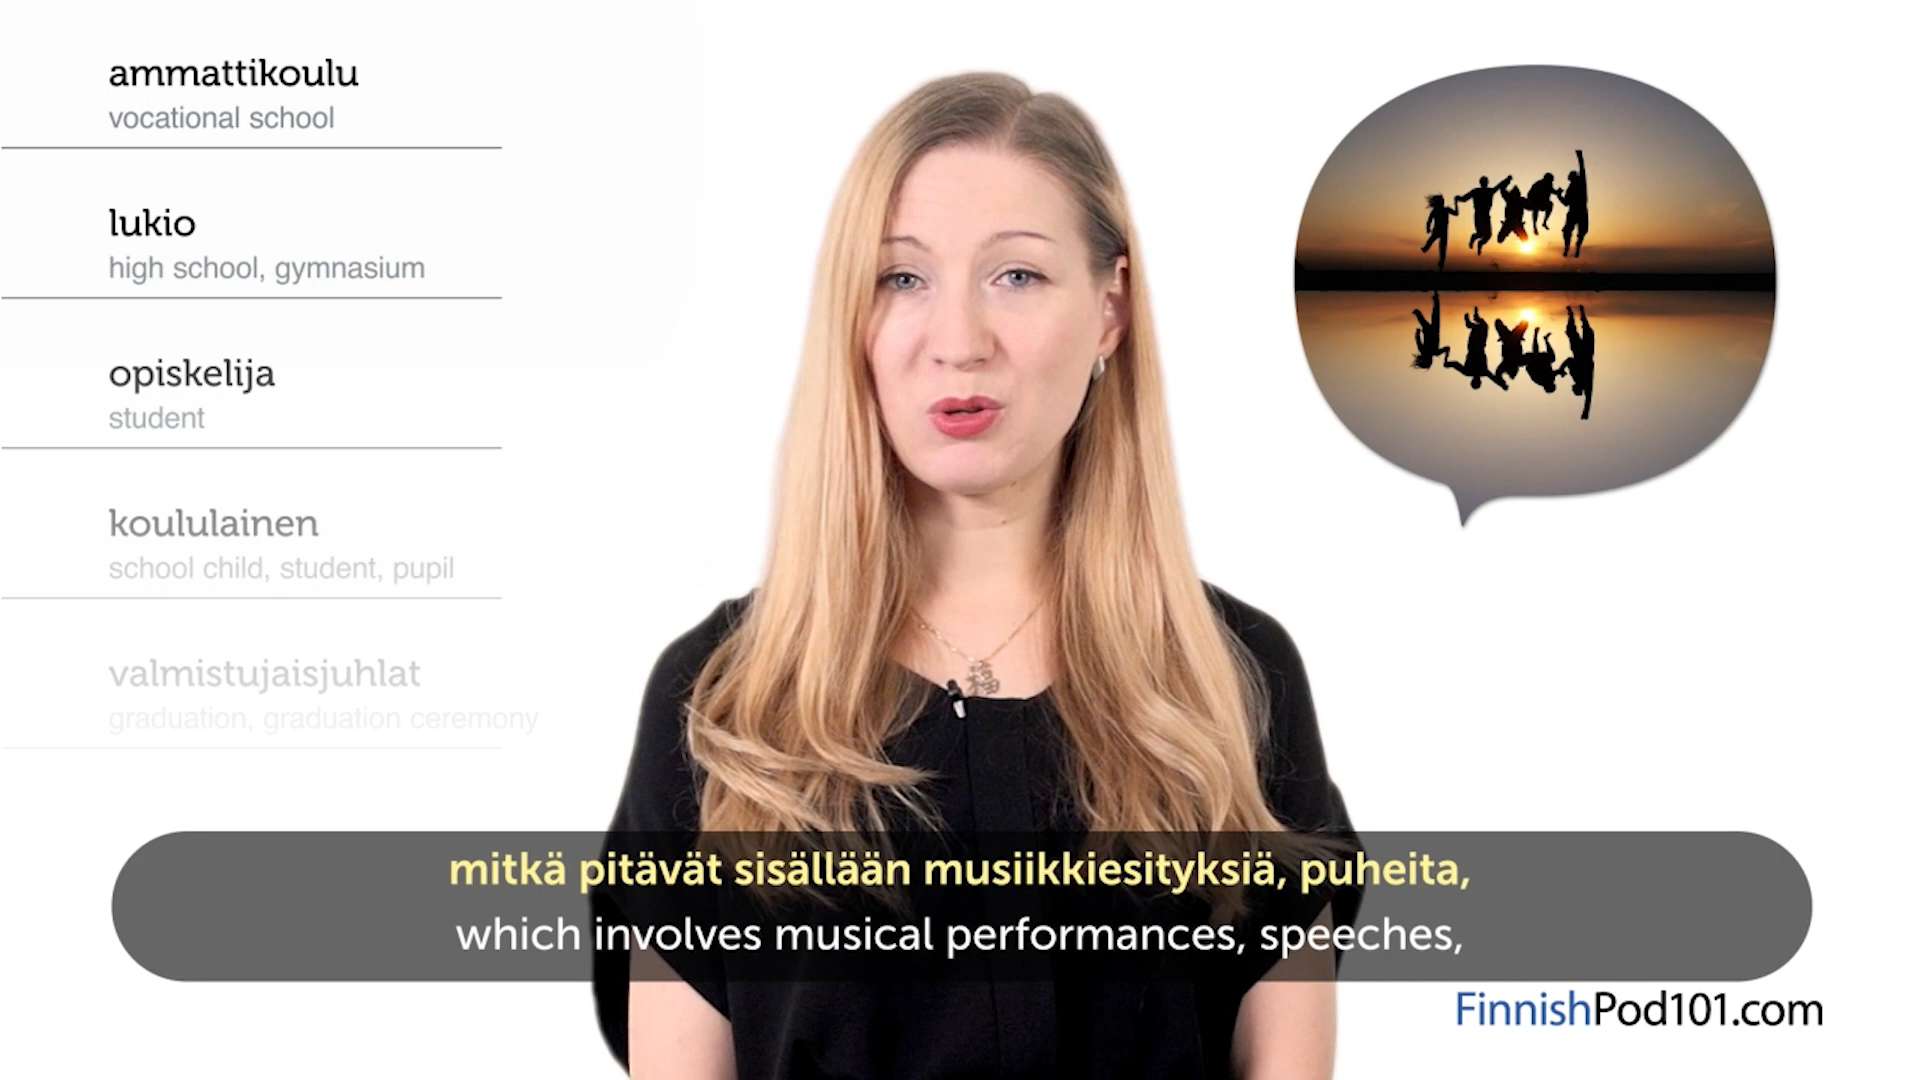 ammattikoulu
vocational school
lukio
high school, gymnasium
opiskelija
student
koululainen
school child, student, pupil
valmistujaisjuhlat
graduation, graduation ceremony
mitkä pitävät sisällään musiikkiesityksiä, puheita,
which involves musical performances, speeches,
FinnishPod101.com